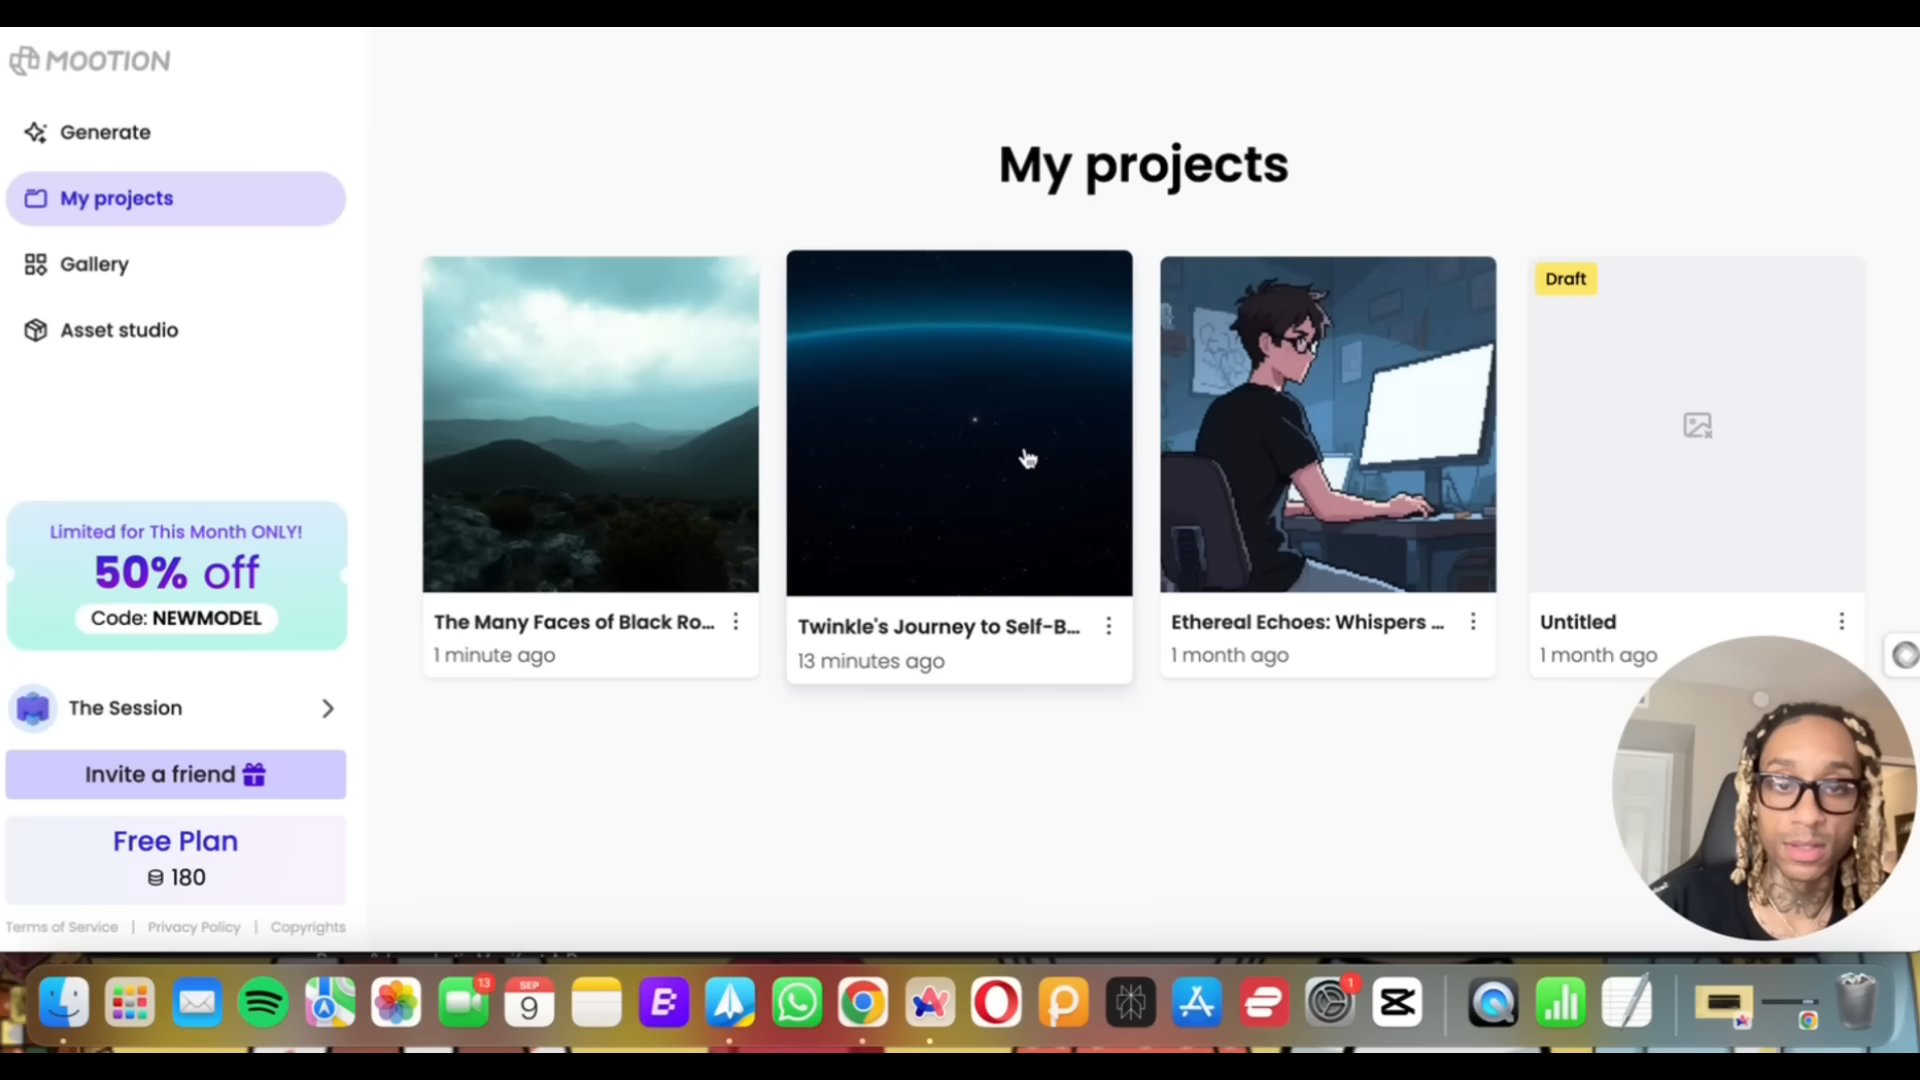 MOOTION
Generate
My projects
Gallery
Asset studio
Limited for This Month ONLY!
50% off
Code: NEWMODEL
The Session
Invite a friend
Free Plan
180
Terms of Service | Privacy Policy | Copyrights
My projects
Draft
The Many Faces of Black Ro...
1 minute ago
Twinkle's Journey to Self-B...
13 minutes ago
Ethereal Echoes: Whispers ...
1 month ago
Untitled
1 month ago
13
SEP
9
1